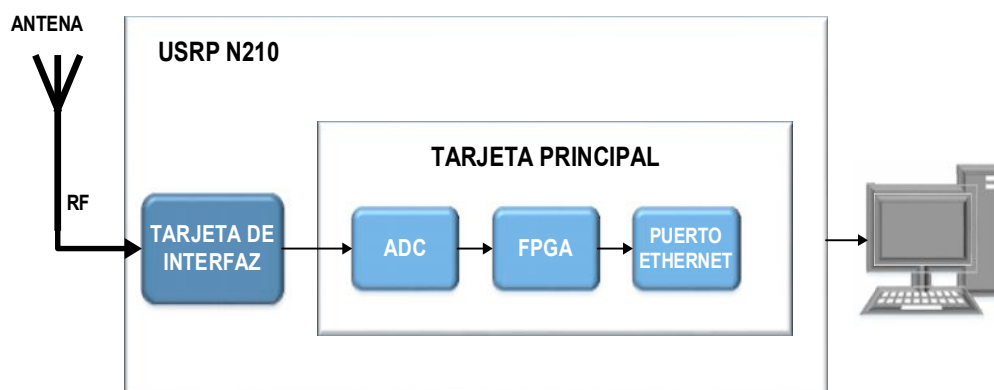 ANTENA
USRP N210
TARJETA PRINCIPAL
RF
TARJETA DE
INTERFAZ
ADC
FPGA
PUERTO
ETHERNET